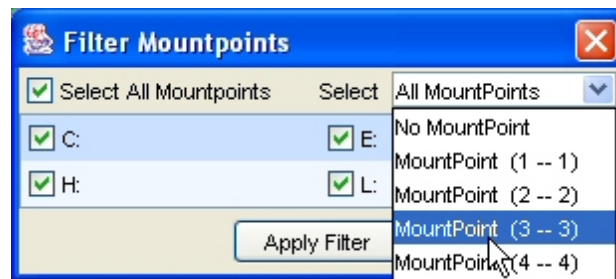 Filter Mountpoints
Select All Mountpoints Select All MountPoints
C: E: No MountPoint
MountPoint (1 -- 1)
H: L: MountPoint (2 -- 2)
MountPoint (3 -- 3)
Apply Filter MountPoint (4 -- 4)